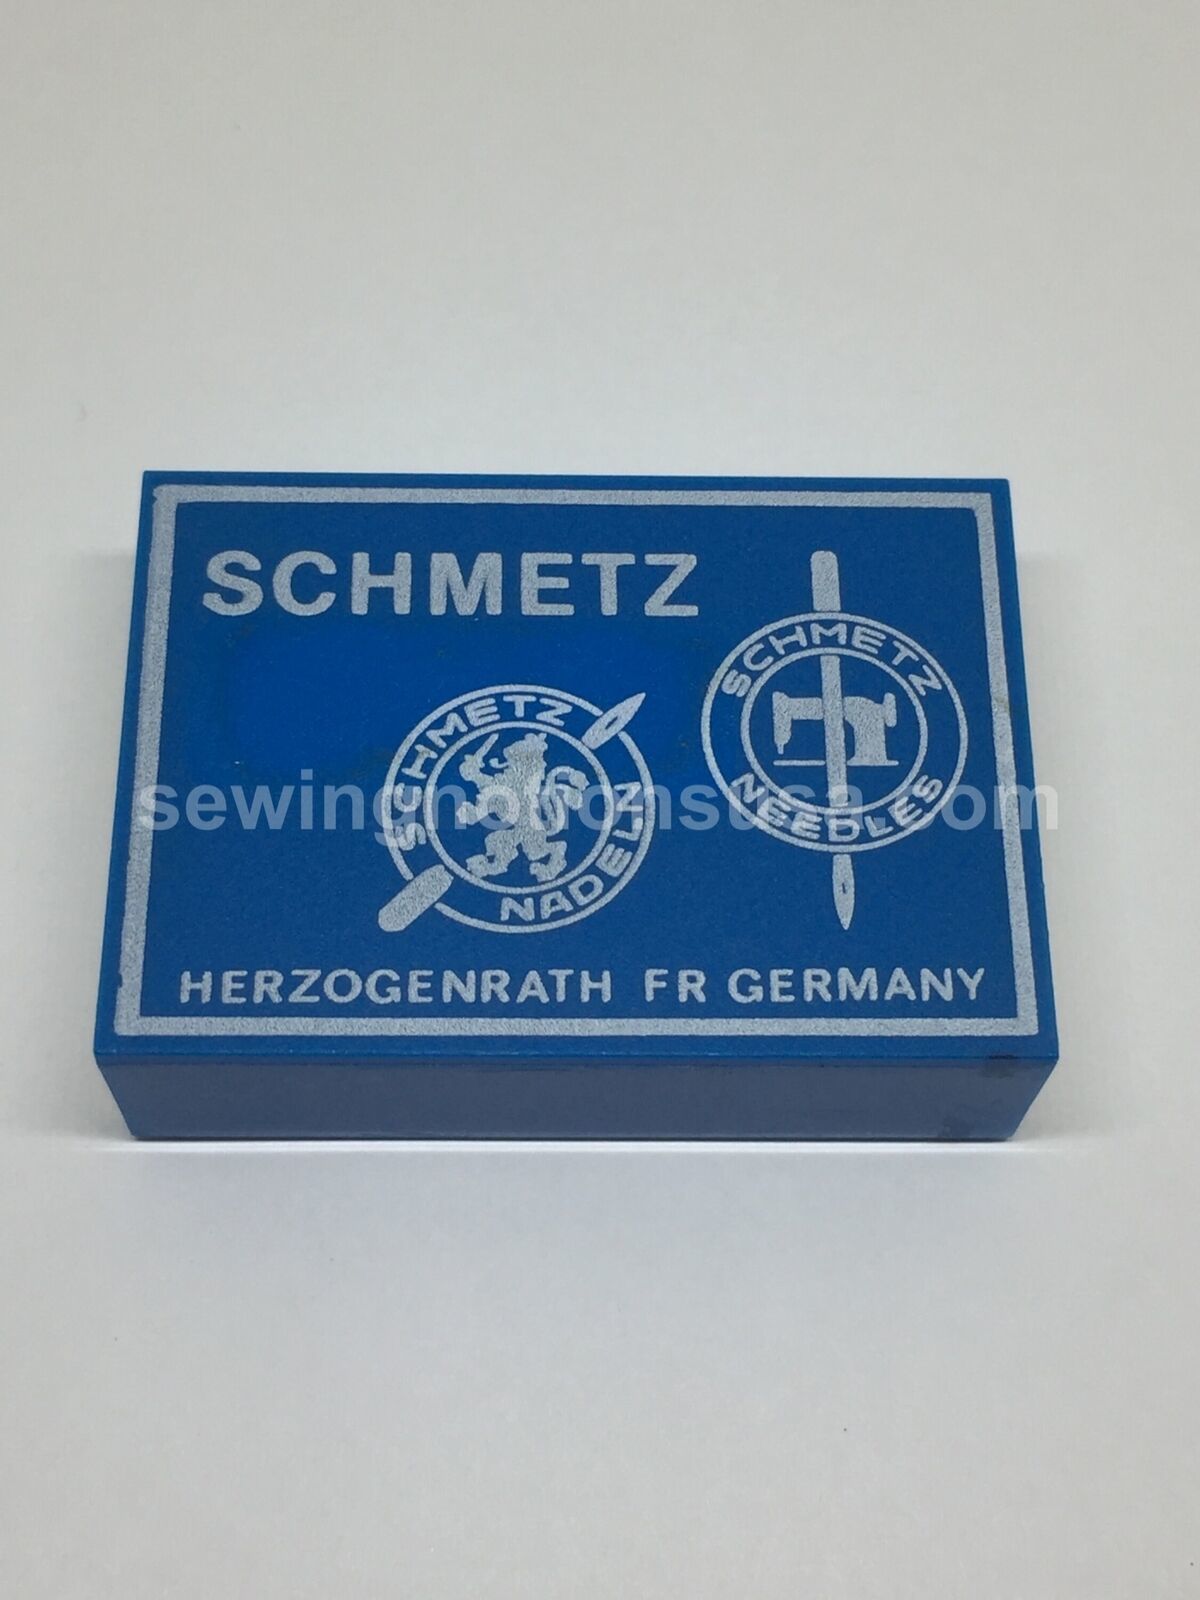 SCHMETZ
SCHMETZ
NEEDLES
SCHMETZ
NADELN
sewingnotionsusa.com
HERZOGENRATH FR GERMANY